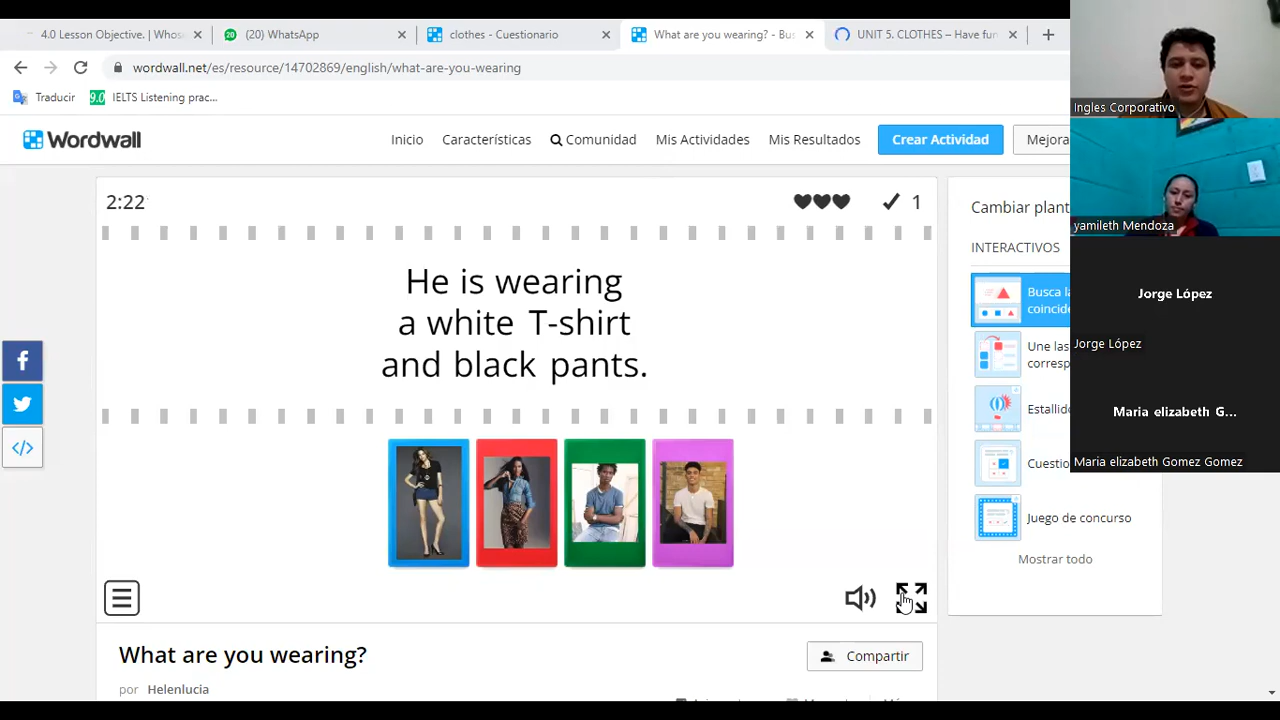 4.0 Lesson Objective. | Whose
(20) WhatsApp
clothes - Cuestionario
What are you wearing? - Bus
UNIT 5. CLOTHES – Have fun
wordwall.net/es/resource/14702869/english/what-are-you-wearing
Traducir
9.0 IELTS Listening prac...
Wordwall
Inicio
Características
Comunidad
Mis Actividades
Mis Resultados
Crear Actividad
Mejora
2:22
1
He is wearing
a white T-shirt
and black pants.
Cambiar plant
INTERACTIVOS
Busca la
coincide
Une las
corresp
Estallido
Cuestio
Juego de concurso
Mostrar todo
What are you wearing?
Compartir
por Helenlucia
Ingles Corporativo
yamileth Mendoza
Jorge López
Jorge López
Maria elizabeth G...
Maria elizabeth Gomez Gomez